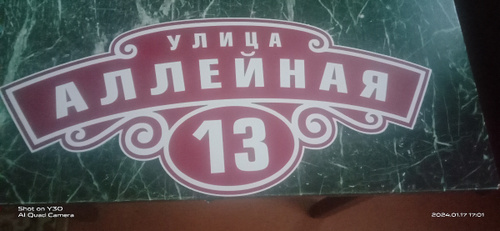 УЛИЦА
АЛЛЕЙНАЯ
13
Shot on Y30
AI Quad Camera
2024.01.17 17:01